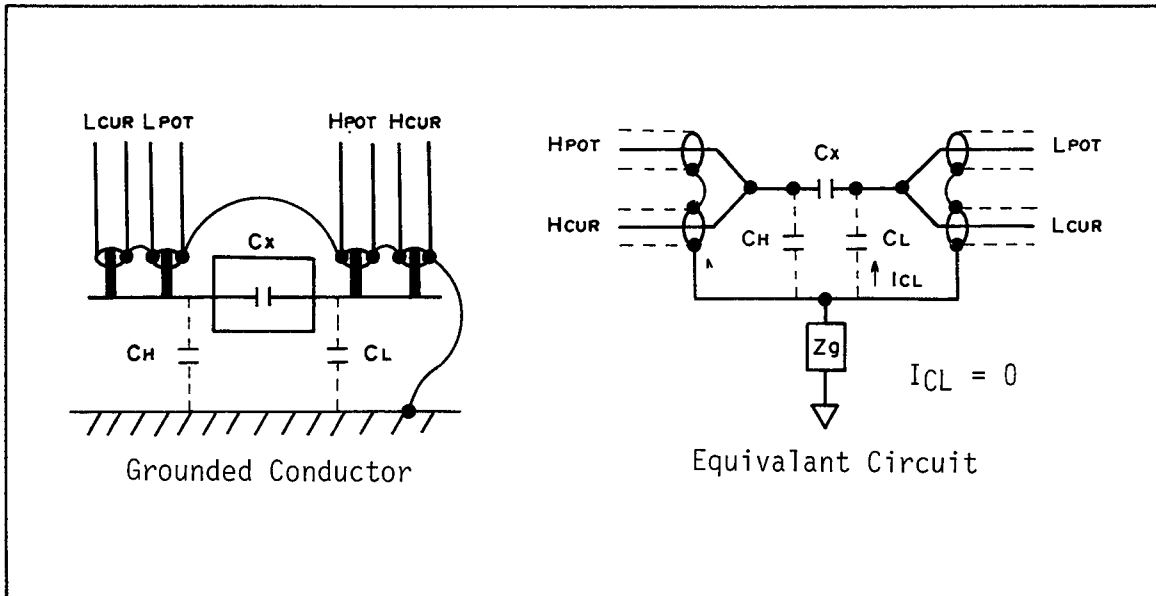 LCUR LPOT HPOT HCUR
CX
CH CL
Grounded Conductor
HPOT LPOT
CX
HCUR LCUR
CH CL
ICL
Zg
ICL = 0
Equivalant Circuit